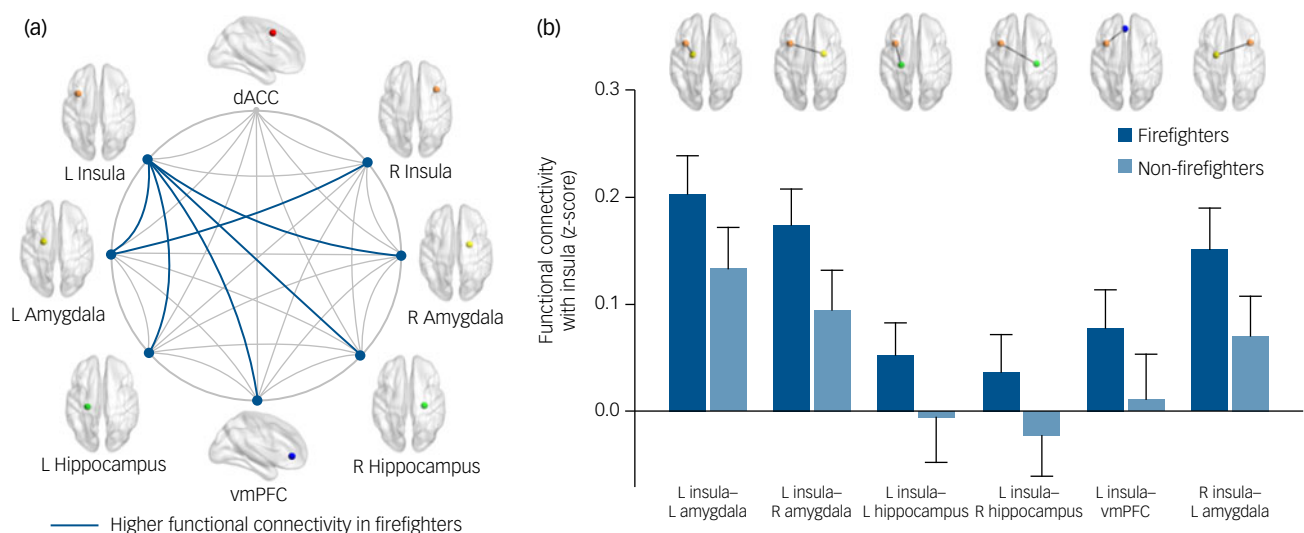 (a)
dACC
L Insula
R Insula
L Amygdala
R Amygdala
L Hippocampus
R Hippocampus
vmPFC
Higher functional connectivity in firefighters
(b)
Functional connectivity
with insula (z-score)
0.3
0.2
0.1
0.0
Firefighters
Non-firefighters
L insula–
L amygdala
L insula–
R amygdala
L insula–
L hippocampus
L insula–
R hippocampus
L insula–
vmPFC
R insula–
L amygdala